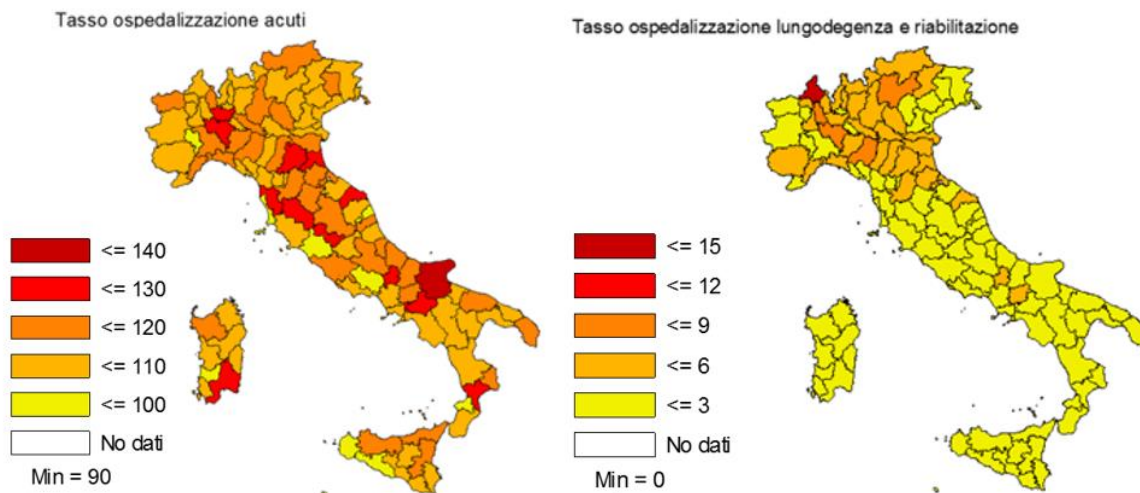 Tasso ospedalizzazione acuti
<= 140
<= 130
<= 120
<= 110
<= 100
No dati
Min = 90
Tasso ospedalizzazione lungodegenza e riabilitazione
<= 15
<= 12
<= 9
<= 6
<= 3
No dati
Min = 0